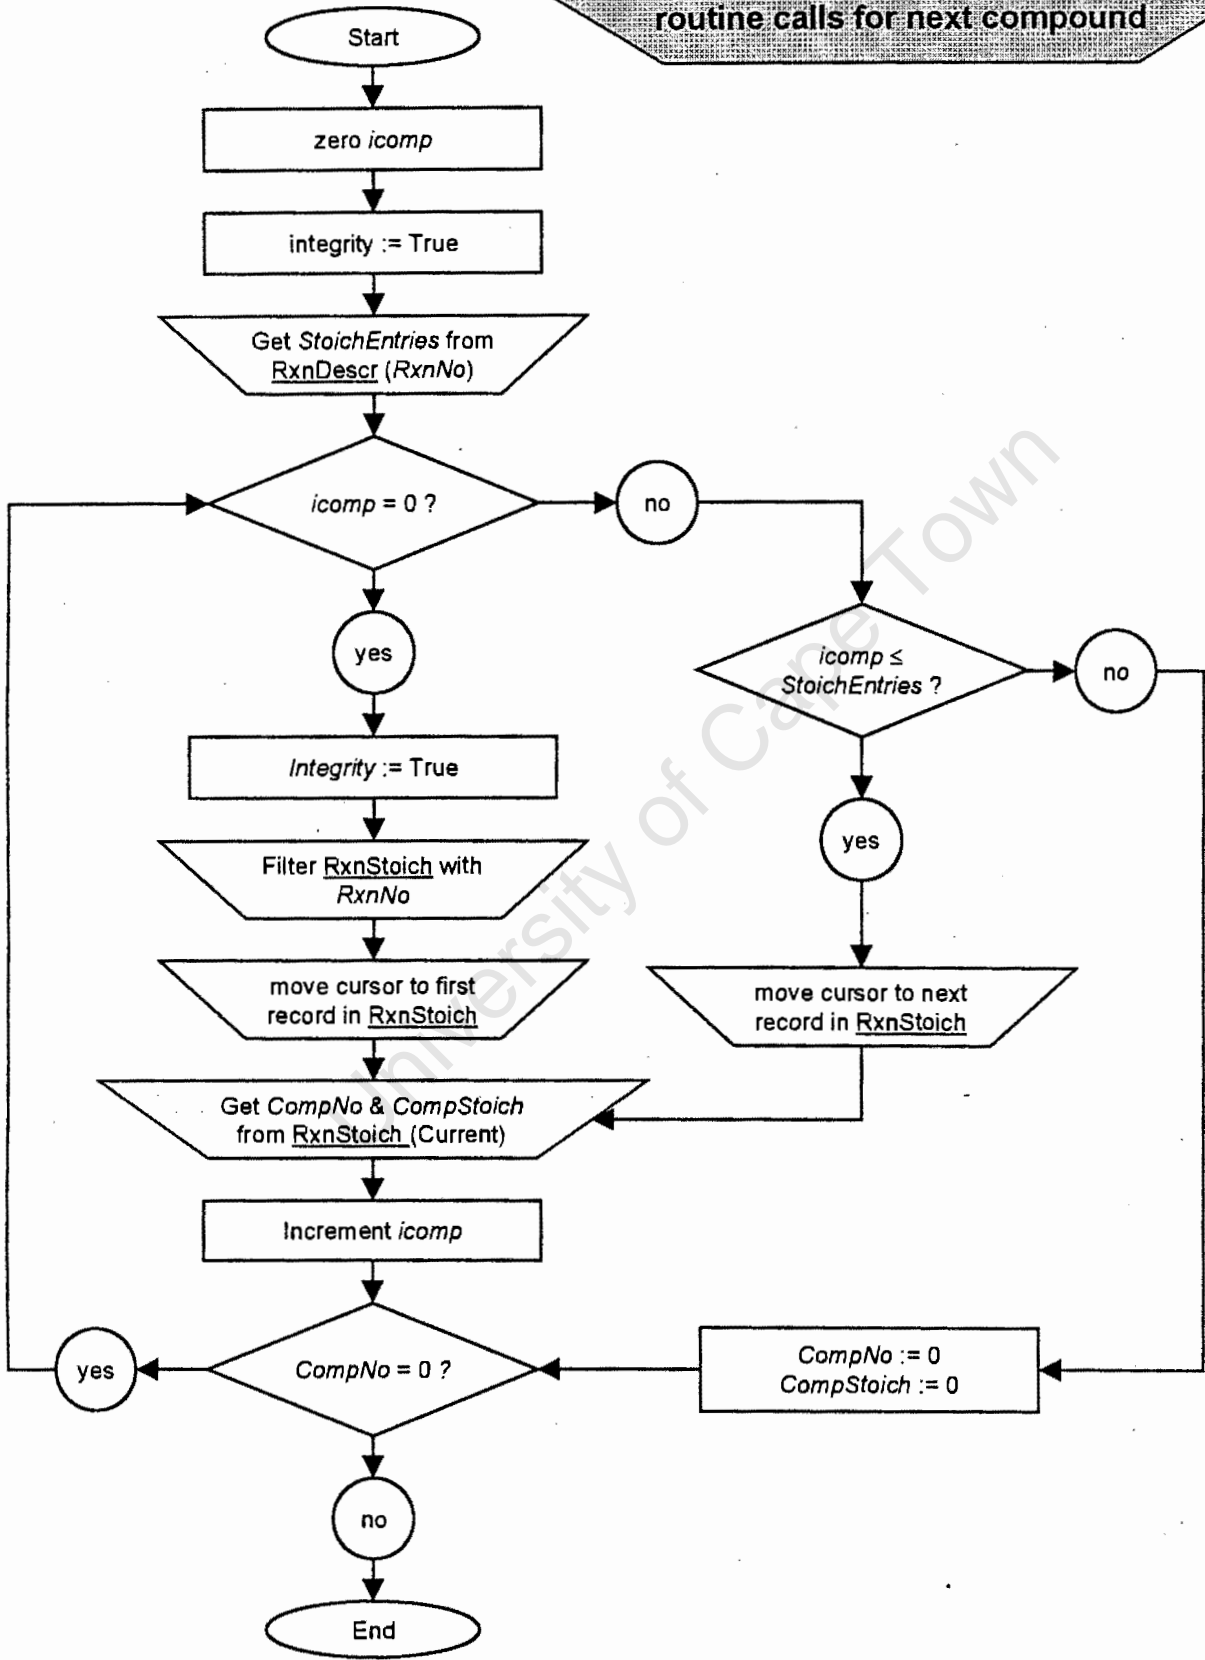 routine calls for next compound
Start
zero icomp
integrity := True
Get StoichEntries from
RxnDescr (RxnNo)
icomp = 0 ?
no
yes
icomp ≤
StoichEntries ?
no
Integrity := True
yes
Filter RxnStoich with
RxnNo
move cursor to first
record in RxnStoich
move cursor to next
record in RxnStoich
Get CompNo & CompStoich
from RxnStoich (Current)
Increment icomp
yes
CompNo = 0 ?
CompNo := 0
CompStoich := 0
no
End
University of Cape Town